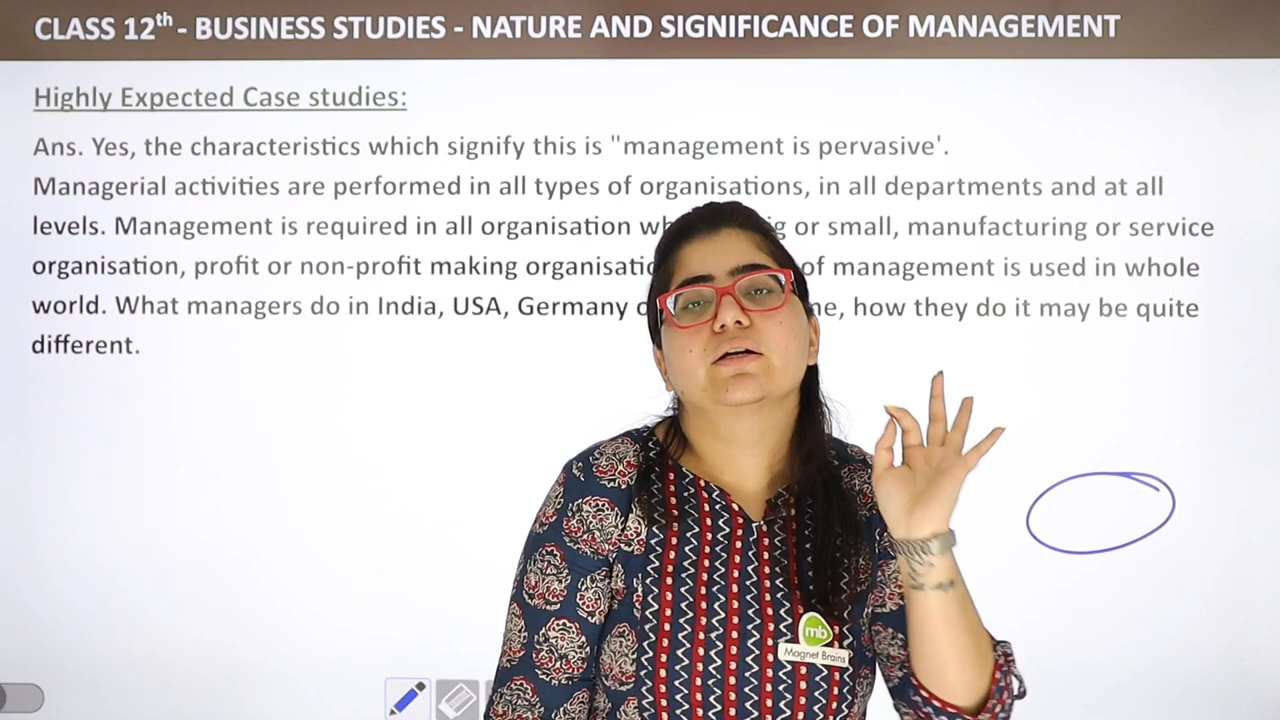 CLASS 12th - BUSINESS STUDIES - NATURE AND SIGNIFICANCE OF MANAGEMENT
Highly Expected Case studies:
Ans. Yes, the characteristics which signify this is "management is pervasive'.
Managerial activities are performed in all types of organisations, in all departments and at all
levels. Management is required in all organisation or small, manufacturing or service
organisation, profit or non-profit making of management is used in whole
world. What managers do in India, USA, Germany how they do it may be quite
different.
mb
Magnet Brains